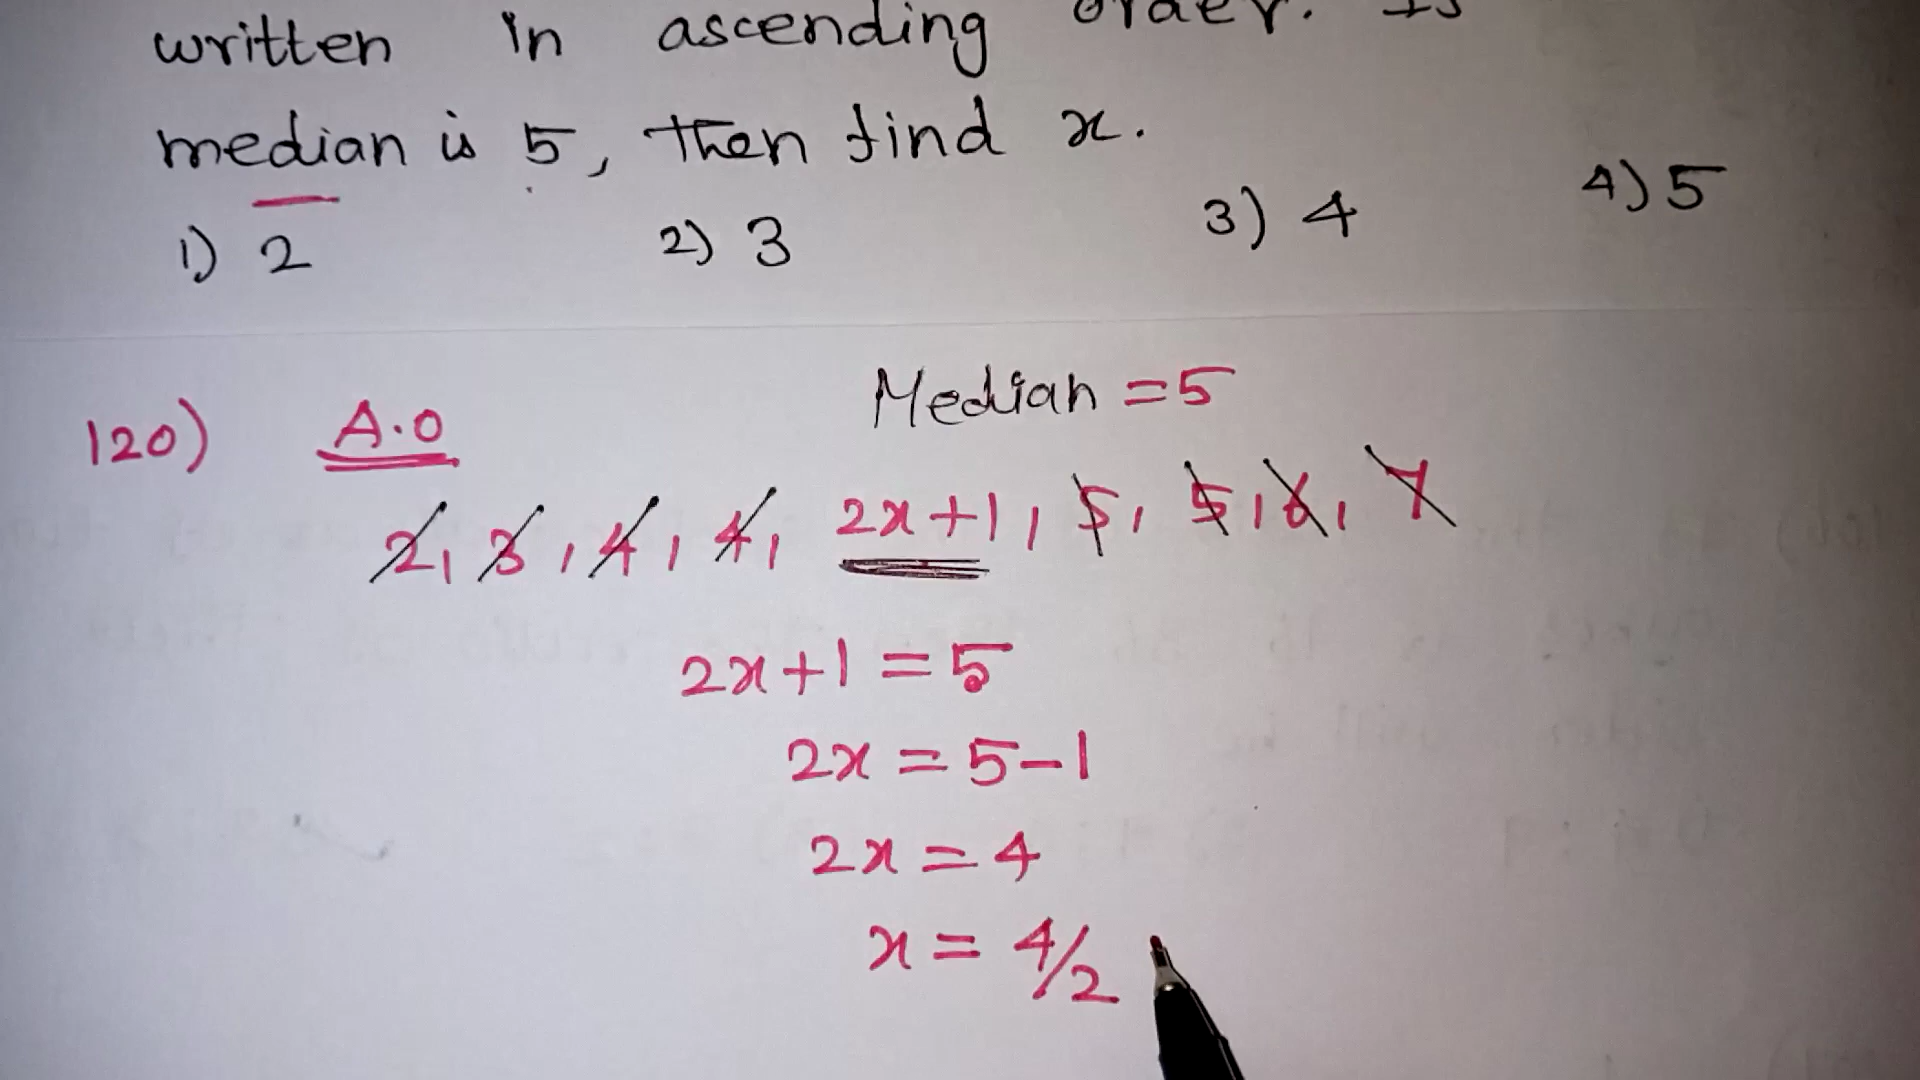 written in ascending order. Is
median is 5, then find x.
1) 2 2) 3 3) 4 4) 5
Median = 5
120) A.O
2, 3, 4, 4, 2x+1, 5, 5, 6, 7
2x+1 = 5
2x = 5-1
2x = 4
x = 4/2